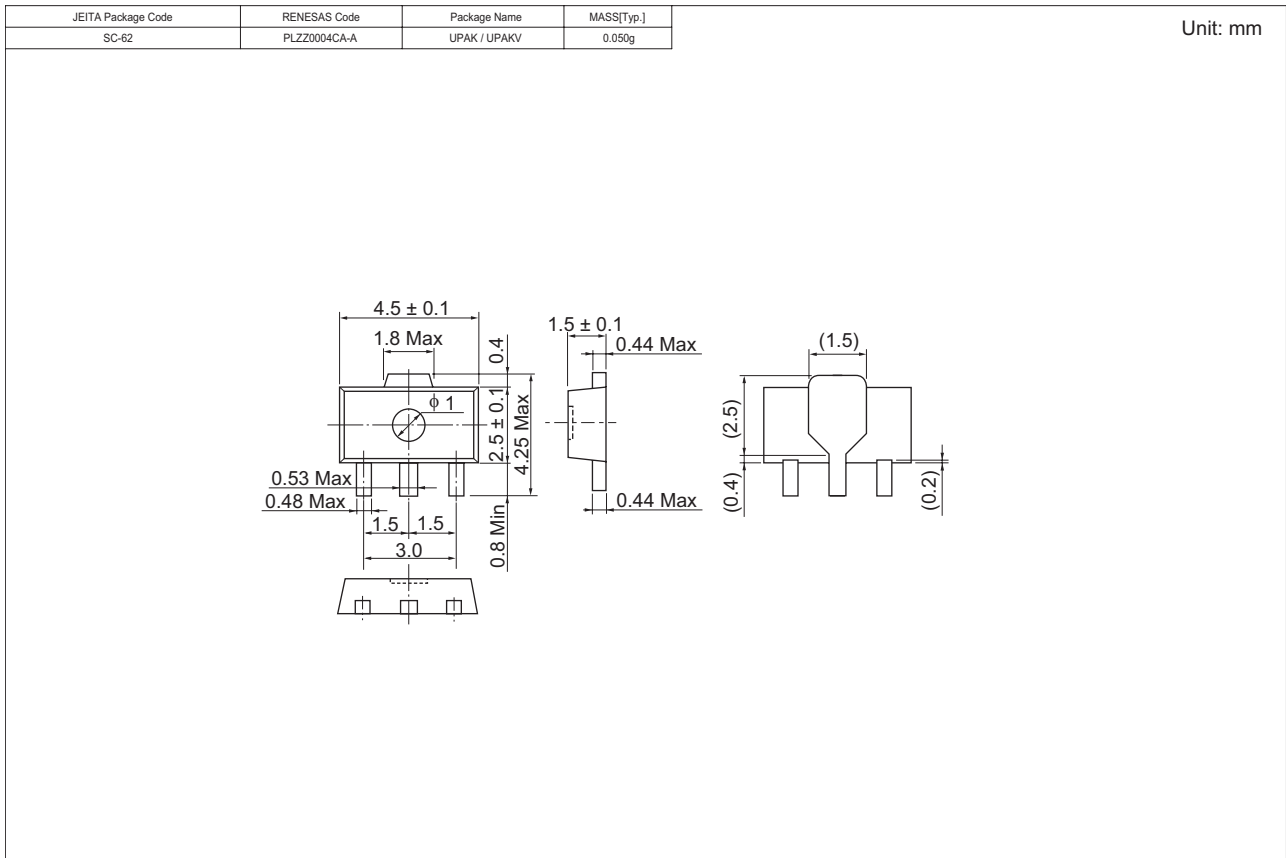 JEITA Package Code RENESAS Code Package Name MASS[Typ.]
SC-62 PLZZ0004CA-A UPAK / UPAKV 0.050g
Unit: mm
4.5 ± 0.1
1.8 Max
0.4
ϕ 1
2.5 ± 0.1
4.25 Max
0.53 Max
0.48 Max
1.5 1.5
3.0
0.8 Min
1.5 ± 0.1
0.44 Max
0.44 Max
(1.5)
(2.5)
(0.4)
(0.2)